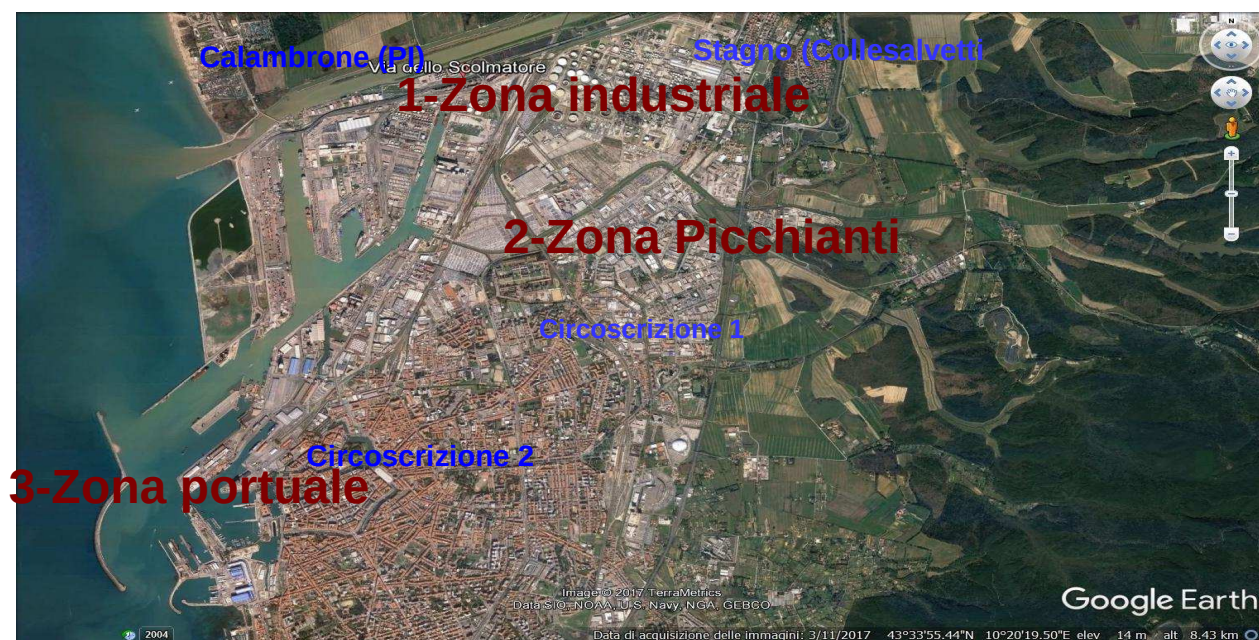 N
Calambrone (PI)
Stagno (Collesalvetti
Via dello Scolmatore
1-Zona industriale
2-Zona Picchianti
Circoscrizione 1
Circoscrizione 2
3-Zona portuale
Image © 2017 TerraMetrics
Data SIO, NOAA, U.S. Navy, NGA, GEBCO
Google Earth
2004
Data di acquisizione delle immagini: 3/11/2017 43°33'55.44"N 10°20'19.50"E elev 14 m alt 8.43 km